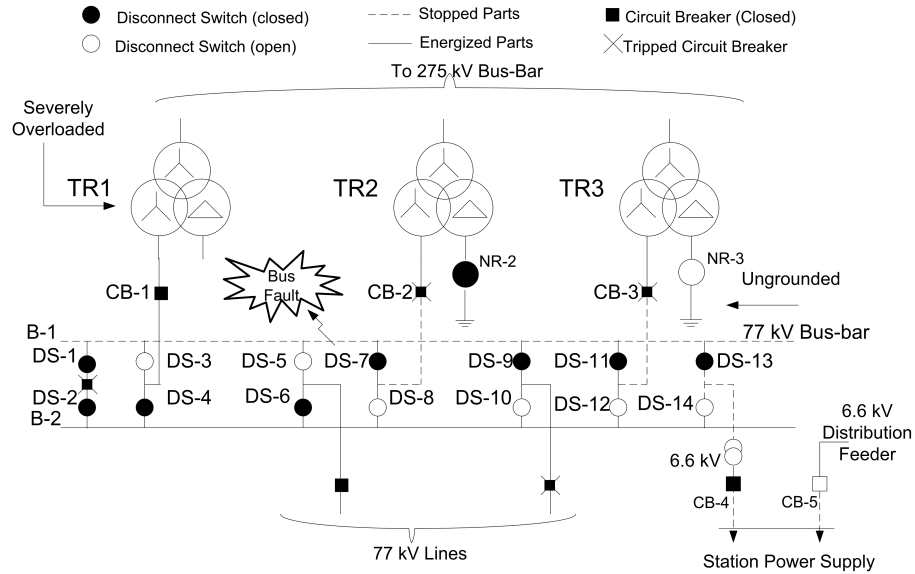 Disconnect Switch (closed)
Stopped Parts
Circuit Breaker (Closed)
Disconnect Switch (open)
Energized Parts
Tripped Circuit Breaker
To 275 kV Bus-Bar
Severely
Overloaded
TR1
TR2
TR3
NR-2
NR-3
Bus
Fault
CB-1
CB-2
CB-3
Ungrounded
B-1
77 kV Bus-bar
DS-1
DS-3
DS-5
DS-7
DS-9
DS-11
DS-13
DS-2
DS-4
DS-6
DS-8
DS-10
DS-12
DS-14
B-2
6.6 kV
Distribution
Feeder
6.6 kV
CB-4
CB-5
77 kV Lines
Station Power Supply